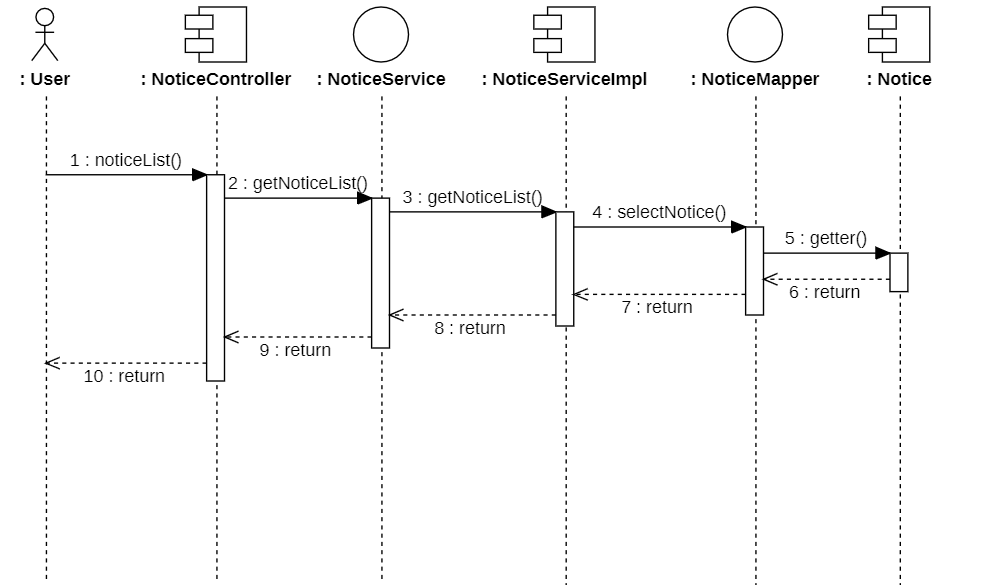 : User
: NoticeController
: NoticeService
: NoticeServiceImpl
: NoticeMapper
: Notice
1 : noticeList()
2 : getNoticeList()
3 : getNoticeList()
4 : selectNotice()
5 : getter()
6 : return
7 : return
8 : return
9 : return
10 : return